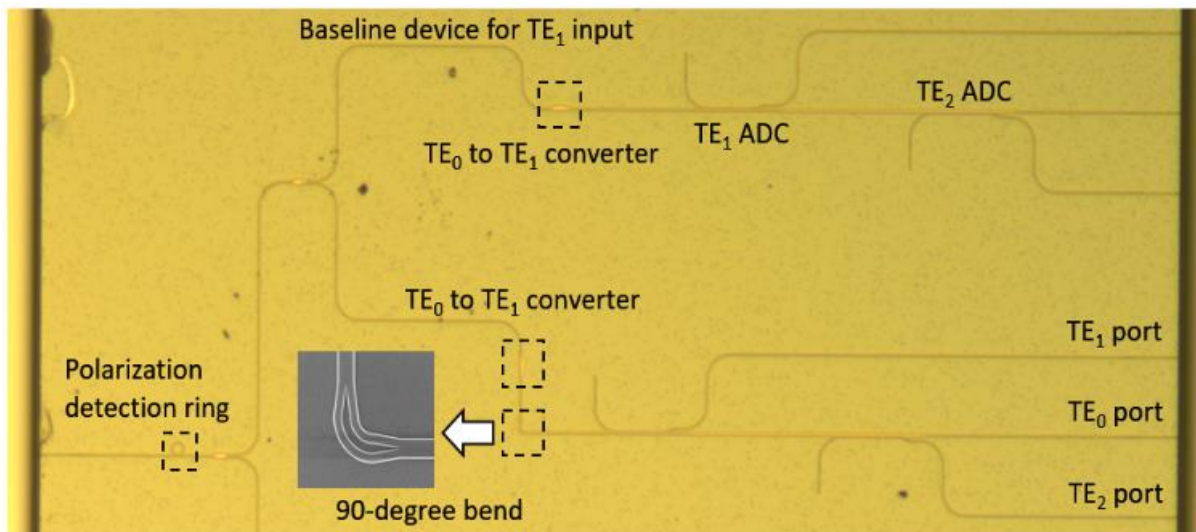 Baseline device for TE₁ input
TE₂ ADC
TE₀ to TE₁ converter
TE₁ ADC
TE₀ to TE₁ converter
TE₁ port
Polarization
detection ring
TE₀ port
TE₂ port
90-degree bend